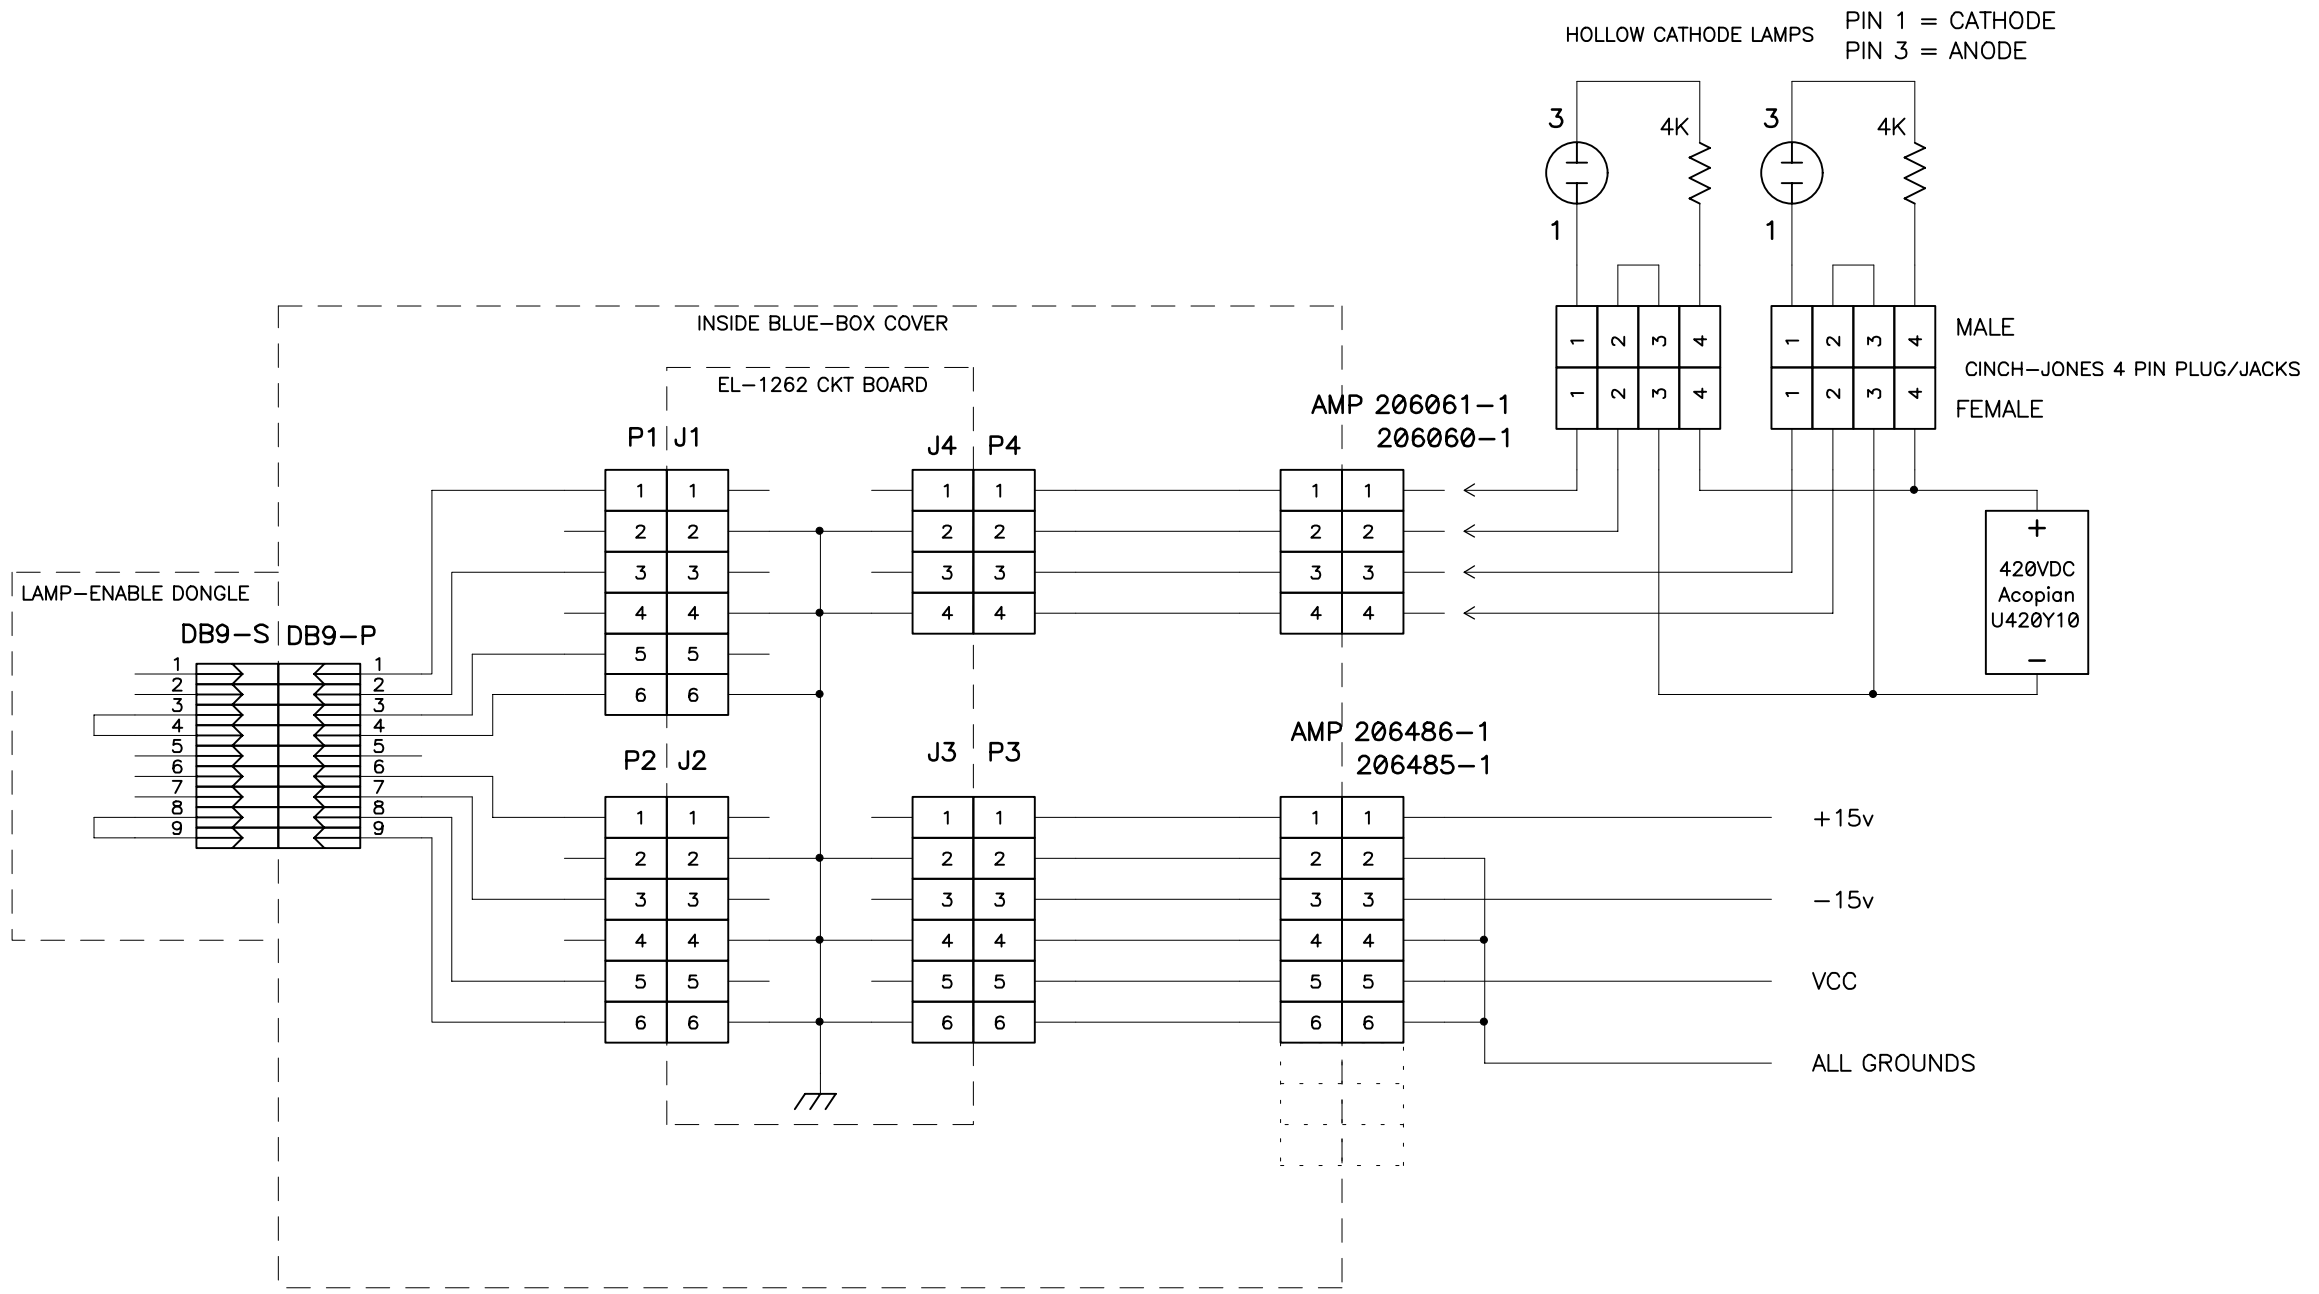 HOLLOW CATHODE LAMPS
PIN 1 = CATHODE
PIN 3 = ANODE
3
4K
1
3
4K
1
1 2 3 4
1 2 3 4
1 2 3 4
1 2 3 4
MALE
CINCH-JONES 4 PIN PLUG/JACKS
FEMALE
INSIDE BLUE-BOX COVER
EL-1262 CKT BOARD
AMP 206061-1
206060-1
P1 J1
1 1
2 2
3 3
4 4
5 5
6 6
J4 P4
1 1
2 2
3 3
4 4
1 1
2 2
3 3
4 4
+
420VDC
Acopian
U420Y10
-
LAMP-ENABLE DONGLE
DB9-S DB9-P
1 1
2 2
3 3
4 4
5 5
6 6
7 7
8 8
9 9
P2 J2
1 1
2 2
3 3
4 4
5 5
6 6
J3 P3
1 1
2 2
3 3
4 4
5 5
6 6
AMP 206486-1
206485-1
1 1
2 2
3 3
4 4
5 5
6 6
+15v
-15v
VCC
ALL GROUNDS